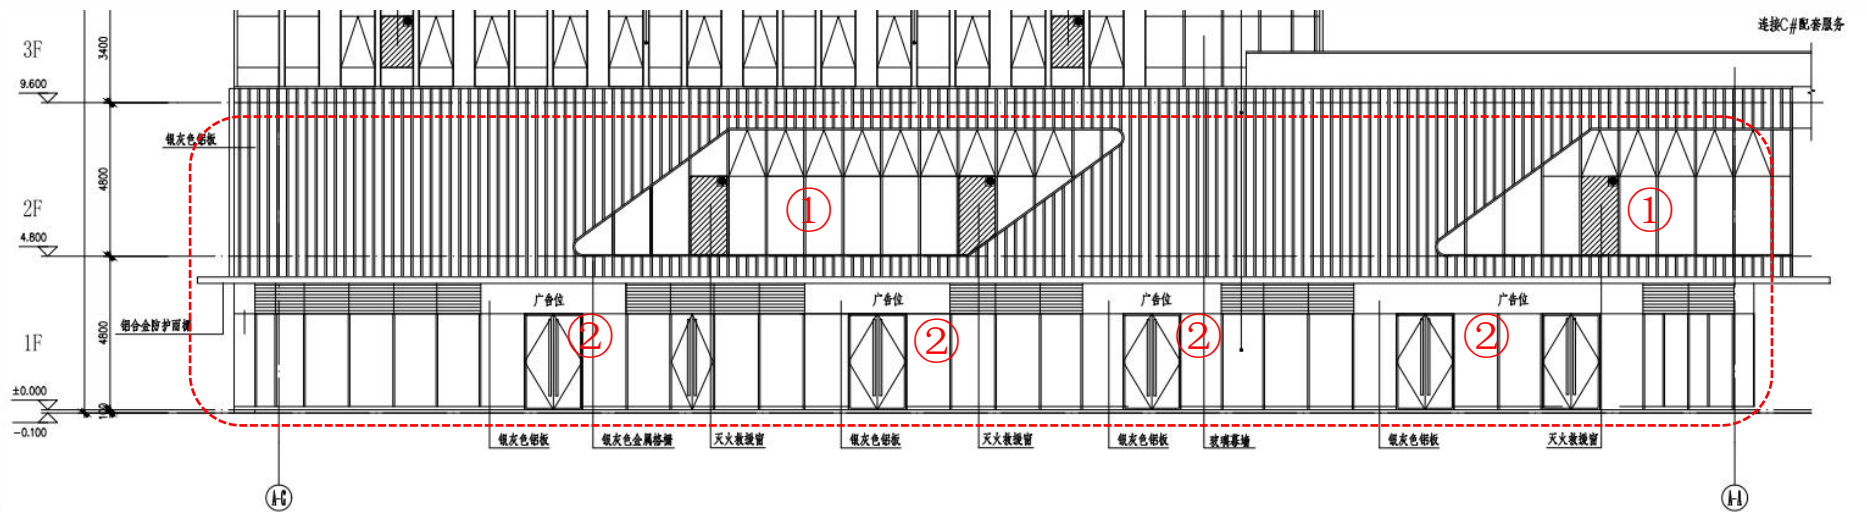 连接C#配套服务
3F
3400
9.600
银灰色铝板
4800
2F
①
①
4.800
广告位
广告位
广告位
广告位
铝合金防护雨棚
4800
1F
②
②
②
②
±0.000
100
-0.100
银灰色铝板
银灰色金属格栅
灭火救援窗
银灰色铝板
灭火救援窗
银灰色铝板
玻璃幕墙
银灰色铝板
灭火救援窗
A-G
A-A